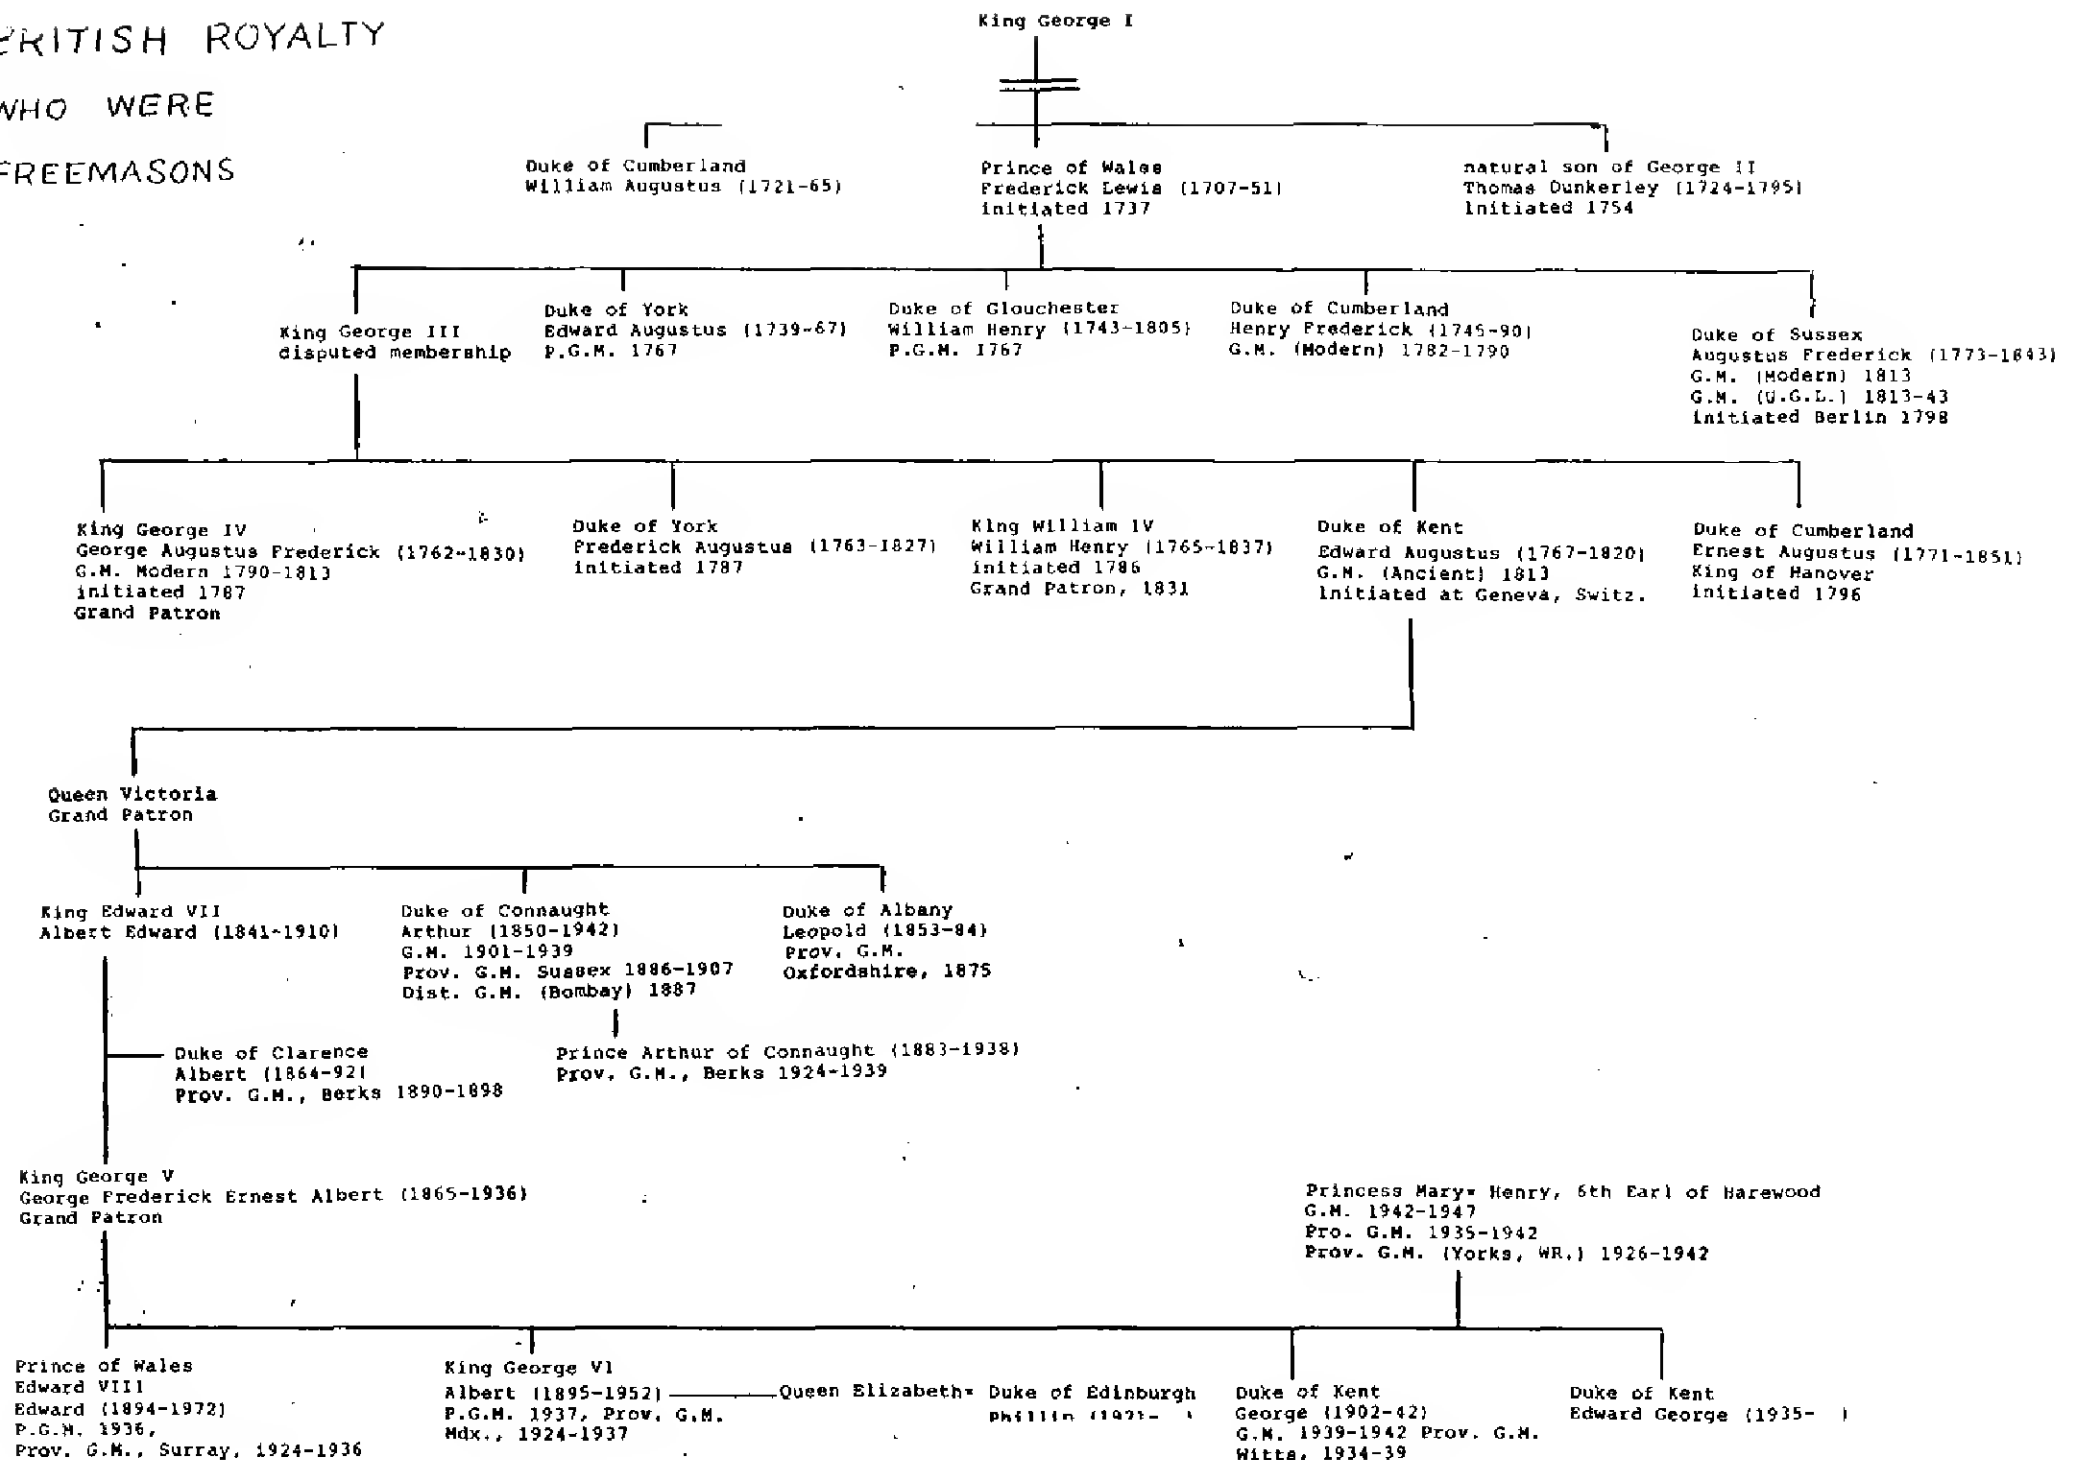 BRITISH ROYALTY
WHO WERE
FREEMASONS
King George I
Duke of Cumberland
William Augustus (1721-65)
Prince of Wales
Frederick Lewis (1707-51)
initiated 1737
natural son of George II
Thomas Dunkerley (1724-1795)
Initiated 1754
King George III
disputed membership
Duke of York
Edward Augustus (1739-67)
P.G.M. 1767
Duke of Glouchester
William Henry (1743-1805)
P.G.M. 1767
Duke of Cumberland
Henry Frederick (1745-90)
G.M. (Modern) 1782-1790
Duke of Sussex
Augustus Frederick (1773-1843)
G.M. (Modern) 1813
G.M. (U.G.L.) 1813-43
initiated Berlin 1798
King George IV
George Augustus Frederick (1762-1830)
G.M. Modern 1790-1813
initiated 1787
Grand Patron
Duke of York
Frederick Augustus (1763-1827)
initiated 1787
King William IV
William Henry (1765-1837)
initiated 1786
Grand Patron, 1831
Duke of Kent
Edward Augustus (1767-1820)
G.M. (Ancient) 1813
Initiated at Geneva, Switz.
Duke of Cumberland
Ernest Augustus (1771-1851)
King of Hanover
initiated 1796
Queen Victoria
Grand Patron
King Edward VII
Albert Edward (1841-1910)
Duke of Connaught
Arthur (1850-1942)
G.M. 1901-1939
Prov. G.M. Sussex 1886-1907
Dist. G.M. (Bombay) 1887
Duke of Albany
Leopold (1853-84)
Prov. G.M.
Oxfordshire, 1875
Duke of Clarence
Albert (1864-92)
Prov. G.M., Berks 1890-1898
Prince Arthur of Connaught (1883-1938)
Prov. G.M., Berks 1924-1939
King George V
George Frederick Ernest Albert (1865-1936)
Grand Patron
Princess Mary= Henry, 6th Earl of Harewood
G.M. 1942-1947
Pro. G.M. 1935-1942
Prov. G.M. (Yorks, WR.) 1926-1942
Prince of Wales
Edward VIII
Edward (1894-1972)
P.G.M. 1936,
Prov. G.M., Surray, 1924-1936
King George VI
Albert (1895-1952)
P.G.M. 1937, Prov. G.M.
Mdx., 1924-1937
Queen Elizabeth= Duke of Edinburgh
Phillip (1921- )
Duke of Kent
George (1902-42)
G.M. 1939-1942 Prov. G.M.
Witts, 1934-39
Duke of Kent
Edward George (1935- )